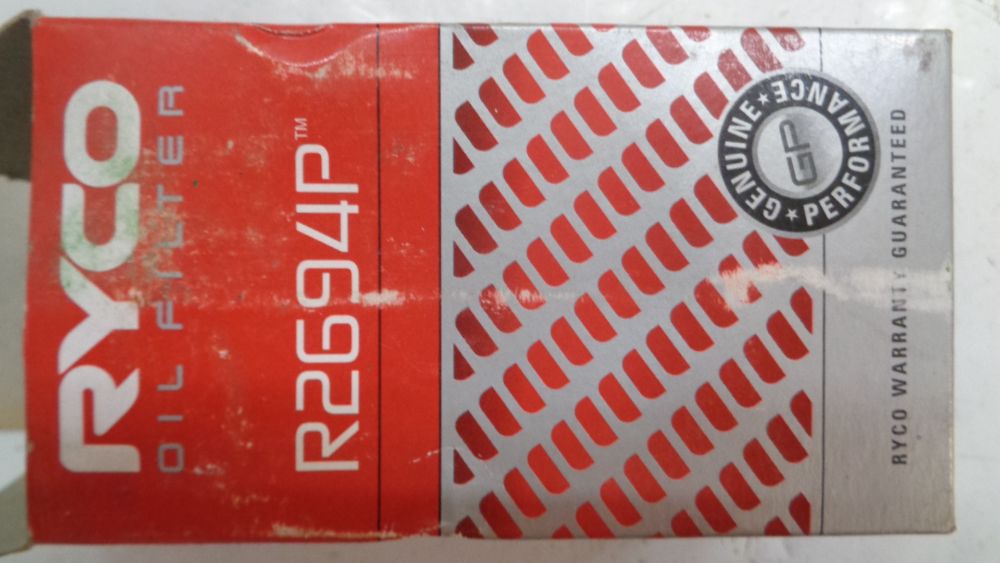 RYCO
OIL FILTER
R2694P™
GENUINE ★ PERFORMANCE ★
GP
RYCO WARRANTY GUARANTEED